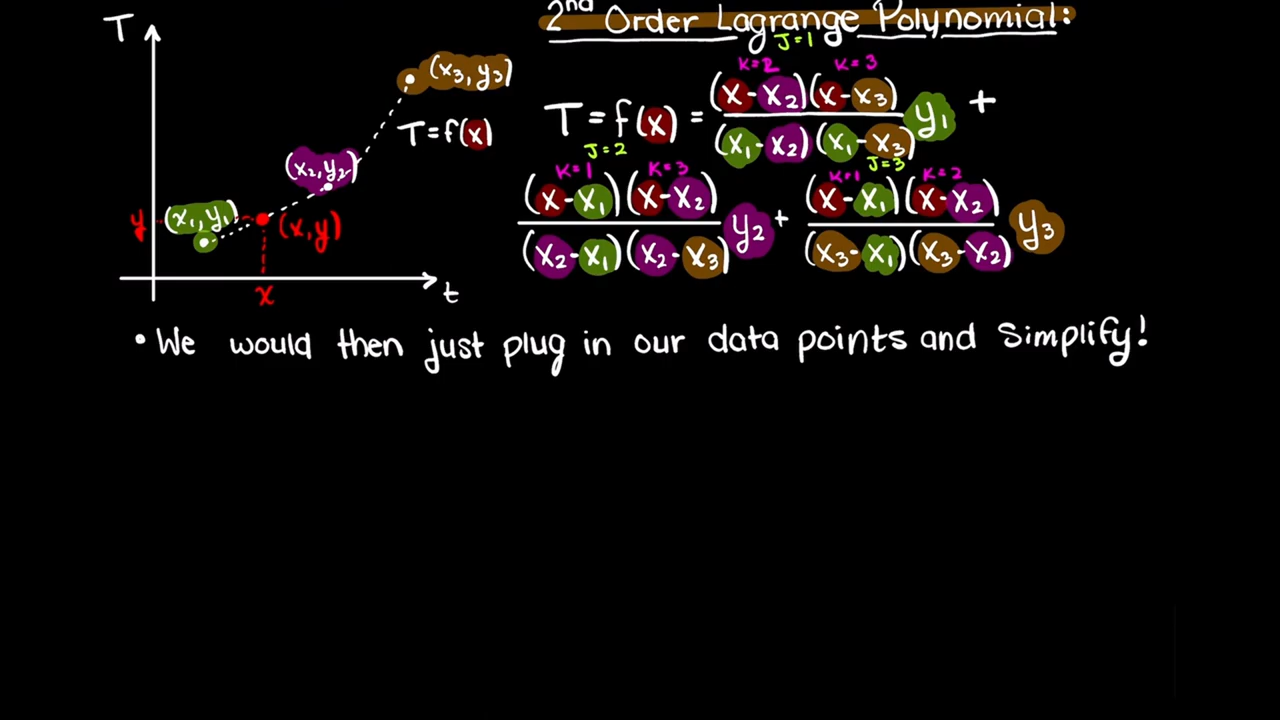 2nd Order Lagrange Polynomial:
T
(x3, y3)
T=f(x)
(x2, y2)
(x1, y1)
y
(x, y)
x
t
J=1
K=2 K=3
T = f(x) = (x-x2)(x-x3) / (x1-x2)(x1-x3) y1 +
J=2 J=3
K=1 K=3 K=1 K=2
(x-x1)(x-x2) / (x2-x1)(x2-x3) y2 + (x-x1)(x-x2) / (x3-x1)(x3-x2) y3
• We would then just plug in our data points and simplify!